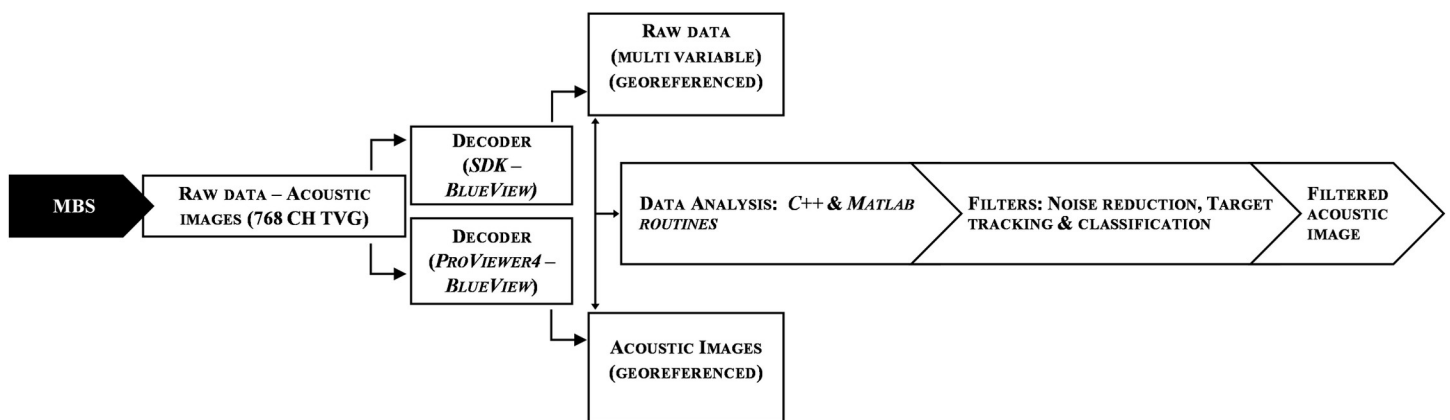 MBS
RAW DATA – ACOUSTIC
IMAGES (768 CH TVG)
DECODER
(SDK –
BLUEVIEW)
DECODER
(PROVIEWER4 –
BLUEVIEW)
RAW DATA
(MULTI VARIABLE)
(GEOREFERENCED)
ACOUSTIC IMAGES
(GEOREFERENCED)
DATA ANALYSIS: C++ & MATLAB
ROUTINES
FILTERS: NOISE REDUCTION, TARGET
TRACKING & CLASSIFICATION
FILTERED
ACOUSTIC
IMAGE